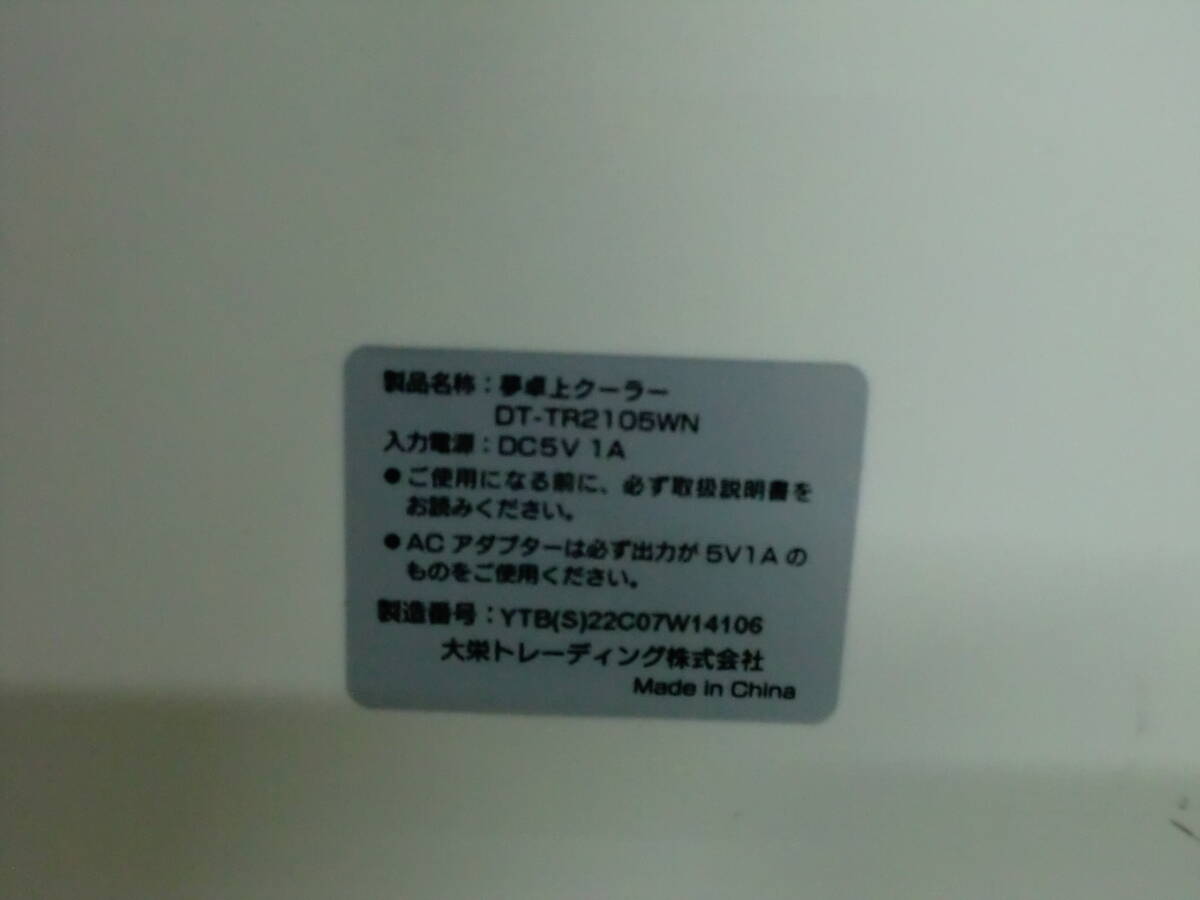 製品名称：夢卓上クーラー
DT-TR2105WN
入力電源：DC5V 1A
●ご使用になる前に、必ず取扱説明書を
お読みください。
●ACアダプターは必ず出力が5V1Aの
ものをご使用ください。
製造番号：YTB(S)22C07W14106
大栄トレーディング株式会社
Made in China